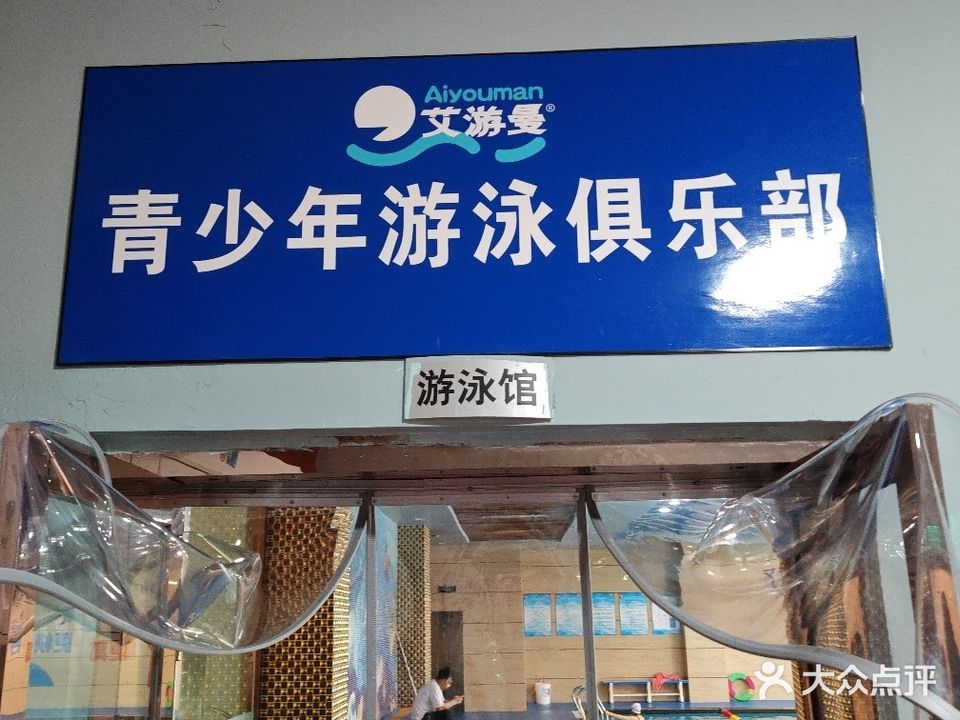 Aiyouman
艾游曼®
青少年游泳俱乐部
游泳馆
大众点评